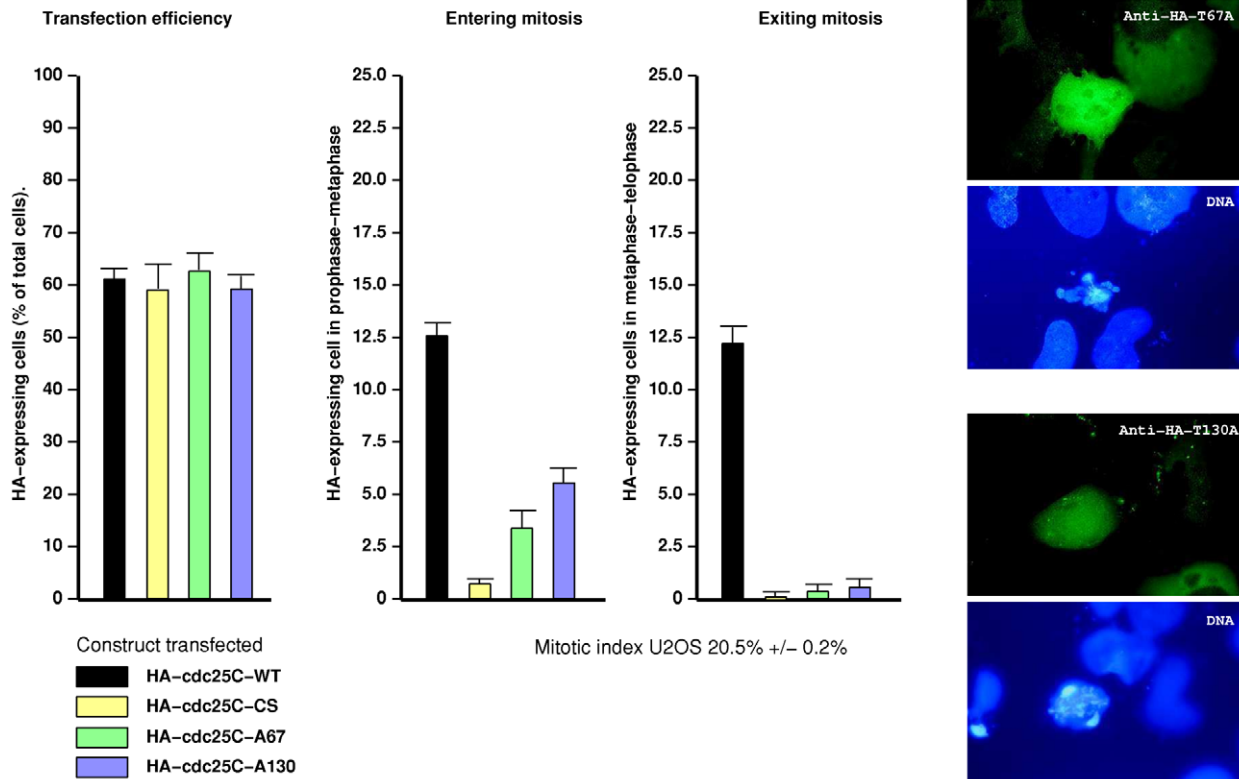 Transfection efficiency
Entering mitosis
Exiting mitosis
HA-expressing cells (% of total cells).
100
90
80
70
60
50
40
30
20
10
0
HA-expressing cell in prophasae-metaphase
25.0
22.5
20.0
17.5
15.0
12.5
10.0
7.5
5.0
2.5
0
HA-expressing cells in metaphase-telophase
25.0
22.5
20.0
17.5
15.0
12.5
10.0
7.5
5.0
2.5
0
Construct transfected
HA-cdc25C-WT
HA-cdc25C-CS
HA-cdc25C-A67
HA-cdc25C-A130
Mitotic index U2OS 20.5% +/- 0.2%
Anti-HA-T67A
DNA
Anti-HA-T130A
DNA